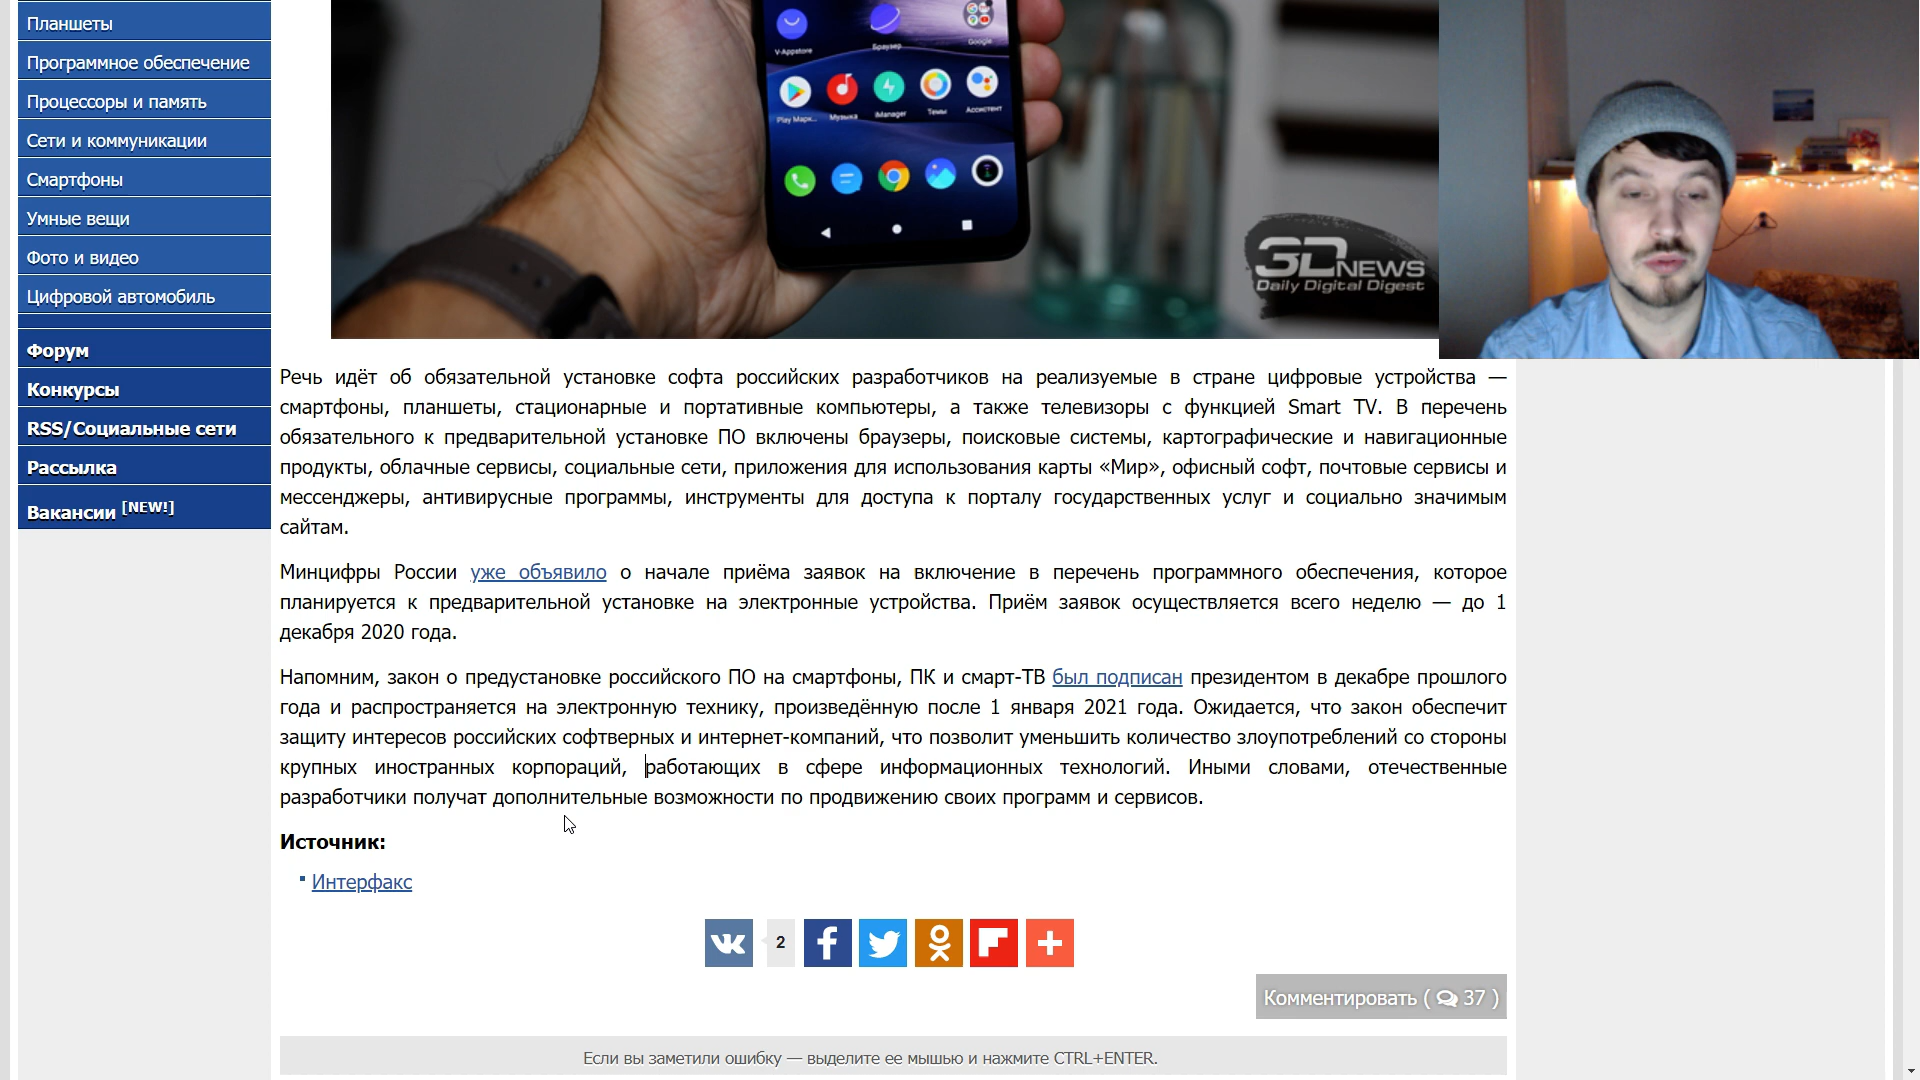 Планшеты
Программное обеспечение
Процессоры и память
Сети и коммуникации
Смартфоны
Умные вещи
Фото и видео
Цифровой автомобиль
Форум
Конкурсы
RSS/Социальные сети
Рассылка
Вакансии [NEW!]
V-Appstore
Браузер
Google
Play Марк...
Музыка
iManager
Темы
Ассистент
3DNEWS
Daily Digital Digest
Речь идёт об обязательной установке софта российских разработчиков на реализуемые в стране цифровые устройства —
смартфоны, планшеты, стационарные и портативные компьютеры, а также телевизоры с функцией Smart TV. В перечень
обязательного к предварительной установке ПО включены браузеры, поисковые системы, картографические и навигационные
продукты, облачные сервисы, социальные сети, приложения для использования карты «Мир», офисный софт, почтовые сервисы и
мессенджеры, антивирусные программы, инструменты для доступа к порталу государственных услуг и социально значимым
сайтам.
Минцифры России уже объявило о начале приёма заявок на включение в перечень программного обеспечения, которое
планируется к предварительной установке на электронные устройства. Приём заявок осуществляется всего неделю — до 1
декабря 2020 года.
Напомним, закон о предустановке российского ПО на смартфоны, ПК и смарт-ТВ был подписан президентом в декабре прошлого
года и распространяется на электронную технику, произведённую после 1 января 2021 года. Ожидается, что закон обеспечит
защиту интересов российских софтверных и интернет-компаний, что позволит уменьшить количество злоупотреблений со стороны
крупных иностранных корпораций, работающих в сфере информационных технологий. Иными словами, отечественные
разработчики получат дополнительные возможности по продвижению своих программ и сервисов.
Источник:
Интерфакс
2
Комментировать ( 37 )
Если вы заметили ошибку — выделите ее мышью и нажмите CTRL+ENTER.